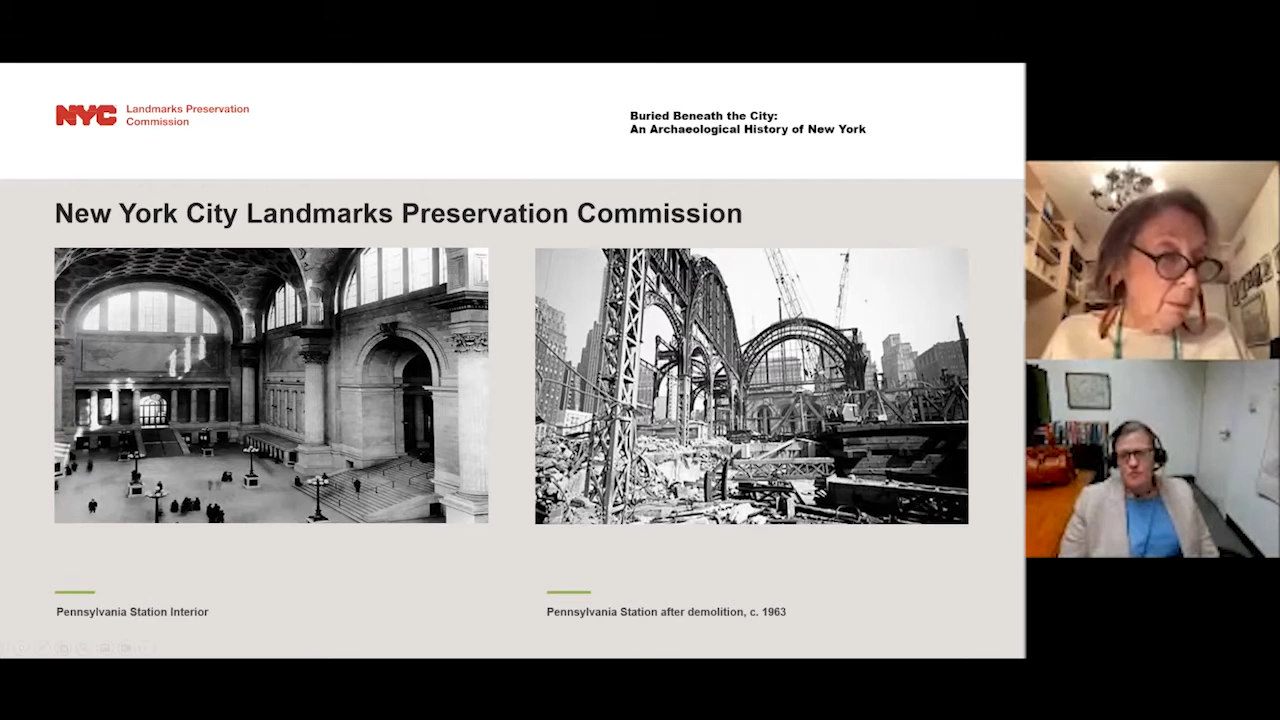 NYC Landmarks Preservation
Commission
Buried Beneath the City:
An Archaeological History of New York
New York City Landmarks Preservation Commission
Pennsylvania Station Interior
Pennsylvania Station after demolition, c. 1963